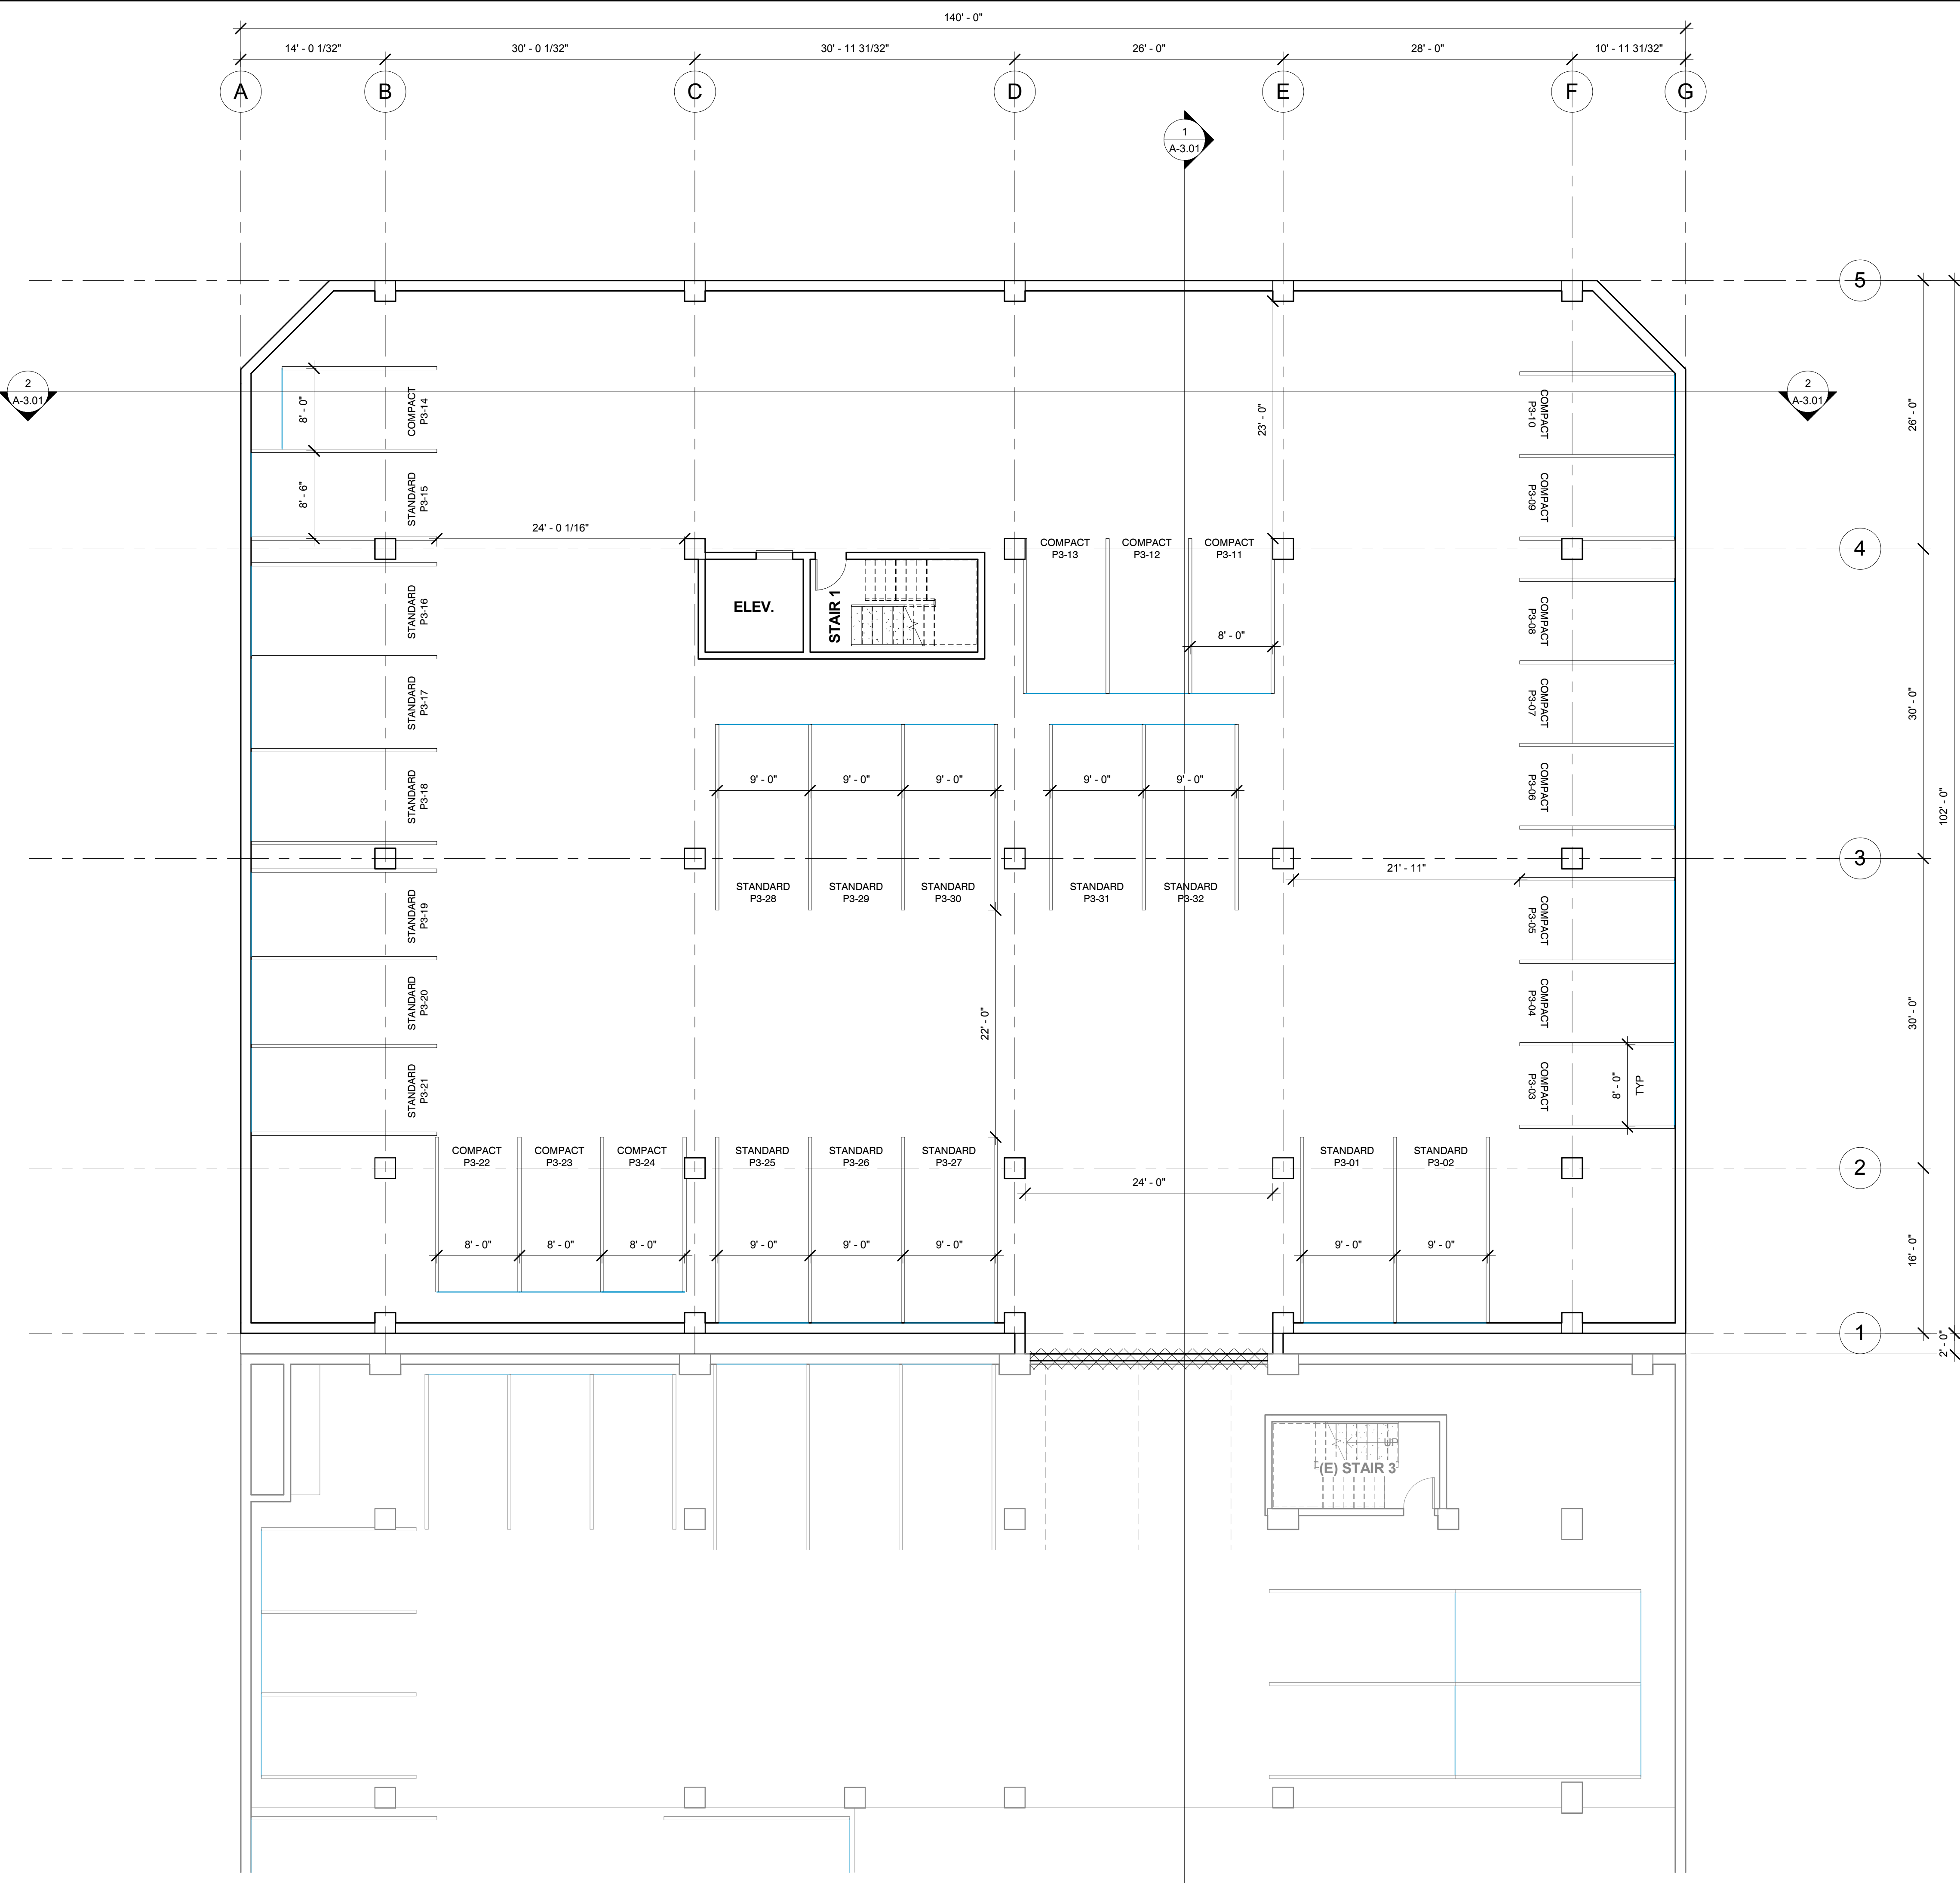 140' - 0"
14' - 0 1/32"
30' - 0 1/32"
30' - 11 31/32"
26' - 0"
28' - 0"
10' - 11 31/32"
A
B
C
D
E
F
G
1
A-3.01
5
2
A-3.01
2
A-3.01
8' - 0"
COMPACT
P3-14
23' - 0"
COMPACT
P3-10
26' - 0"
8' - 6"
STANDARD
P3-15
COMPACT
P3-09
24' - 0 1/16"
COMPACT
P3-13
COMPACT
P3-12
COMPACT
P3-11
4
STANDARD
P3-16
ELEV.
STAIR 1
8' - 0"
COMPACT
P3-08
STANDARD
P3-17
COMPACT
P3-07
30' - 0"
9' - 0"
9' - 0"
9' - 0"
9' - 0"
9' - 0"
STANDARD
P3-18
COMPACT
P3-06
102' - 0"
3
21' - 11"
STANDARD
P3-28
STANDARD
P3-29
STANDARD
P3-30
STANDARD
P3-31
STANDARD
P3-32
STANDARD
P3-19
COMPACT
P3-05
STANDARD
P3-20
22' - 0"
COMPACT
P3-04
30' - 0"
STANDARD
P3-21
COMPACT
P3-03
8' - 0"
TYP
COMPACT
P3-22
COMPACT
P3-23
COMPACT
P3-24
STANDARD
P3-25
STANDARD
P3-26
STANDARD
P3-27
STANDARD
P3-01
STANDARD
P3-02
2
24' - 0"
8' - 0"
8' - 0"
8' - 0"
9' - 0"
9' - 0"
9' - 0"
9' - 0"
9' - 0"
16' - 0"
1
2' - 0"
UP
(E) STAIR 3